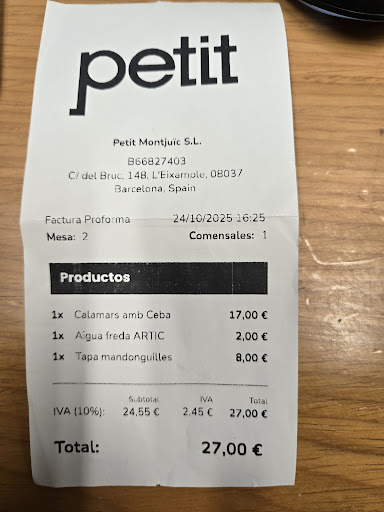 petit
Petit Montjuïc S.L.
B66827403
C/ del Bruc, 148, L'Eixample, 08037
Barcelona, Spain
Factura Proforma 24/10/2025 16:25
Mesa: 2 Comensales: 1
Productos
1x Calamars amb Ceba 17,00 €
1x Aigua freda ARTIC 2,00 €
1x Tapa mandonguilles 8,00 €
Subtotal IVA Total
IVA (10%): 24,55 € 2,45 € 27,00 €
Total: 27,00 €